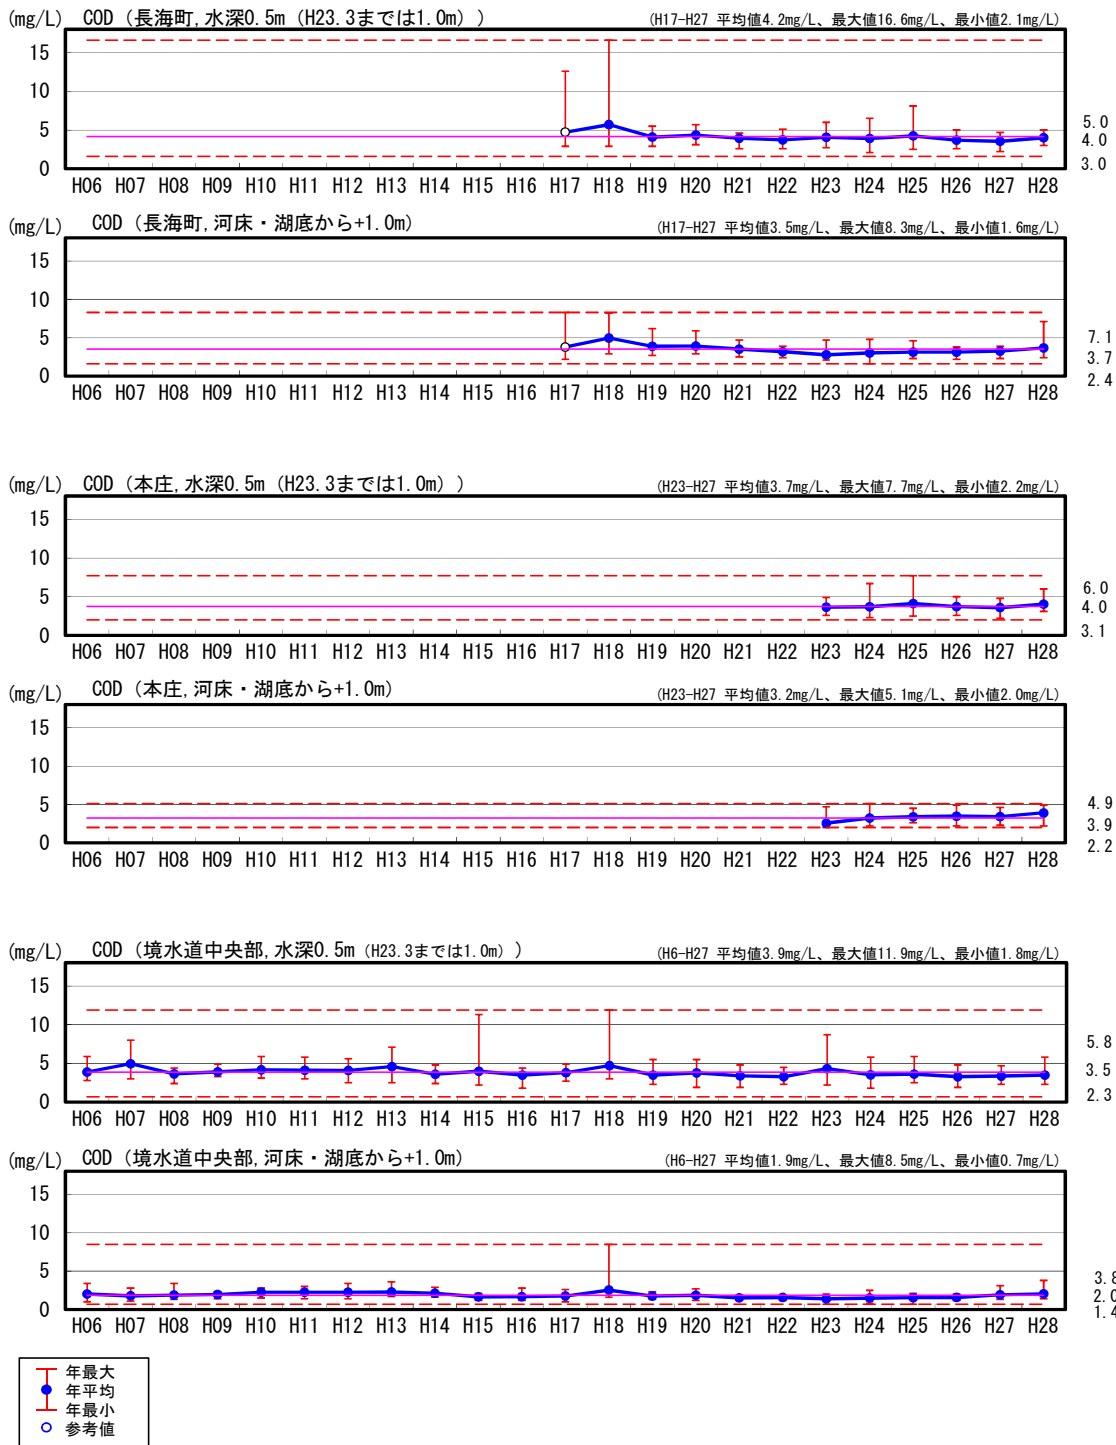 (mg/L) COD（長海町,水深0.5m（H23.3までは1.0m）） (H17-H27 平均値4.2mg/L、最大値16.6mg/L、最小値2.1mg/L)
15
10
5
0
5.0
4.0
3.0
H06 H07 H08 H09 H10 H11 H12 H13 H14 H15 H16 H17 H18 H19 H20 H21 H22 H23 H24 H25 H26 H27 H28
(mg/L) COD（長海町,河床・湖底から+1.0m） (H17-H27 平均値3.5mg/L、最大値8.3mg/L、最小値1.6mg/L)
15
10
5
0
7.1
3.7
2.4
H06 H07 H08 H09 H10 H11 H12 H13 H14 H15 H16 H17 H18 H19 H20 H21 H22 H23 H24 H25 H26 H27 H28
(mg/L) COD（本庄,水深0.5m（H23.3までは1.0m）） (H23-H27 平均値3.7mg/L、最大値7.7mg/L、最小値2.2mg/L)
15
10
5
0
6.0
4.0
3.1
H06 H07 H08 H09 H10 H11 H12 H13 H14 H15 H16 H17 H18 H19 H20 H21 H22 H23 H24 H25 H26 H27 H28
(mg/L) COD（本庄,河床・湖底から+1.0m） (H23-H27 平均値3.2mg/L、最大値5.1mg/L、最小値2.0mg/L)
15
10
5
0
4.9
3.9
2.2
H06 H07 H08 H09 H10 H11 H12 H13 H14 H15 H16 H17 H18 H19 H20 H21 H22 H23 H24 H25 H26 H27 H28
(mg/L) COD（境水道中央部,水深0.5m（H23.3までは1.0m）） (H6-H27 平均値3.9mg/L、最大値11.9mg/L、最小値1.8mg/L)
15
10
5
0
5.8
3.5
2.3
H06 H07 H08 H09 H10 H11 H12 H13 H14 H15 H16 H17 H18 H19 H20 H21 H22 H23 H24 H25 H26 H27 H28
(mg/L) COD（境水道中央部,河床・湖底から+1.0m） (H6-H27 平均値1.9mg/L、最大値8.5mg/L、最小値0.7mg/L)
15
10
5
0
3.8
2.0
1.4
H06 H07 H08 H09 H10 H11 H12 H13 H14 H15 H16 H17 H18 H19 H20 H21 H22 H23 H24 H25 H26 H27 H28
年最大
年平均
年最小
参考値